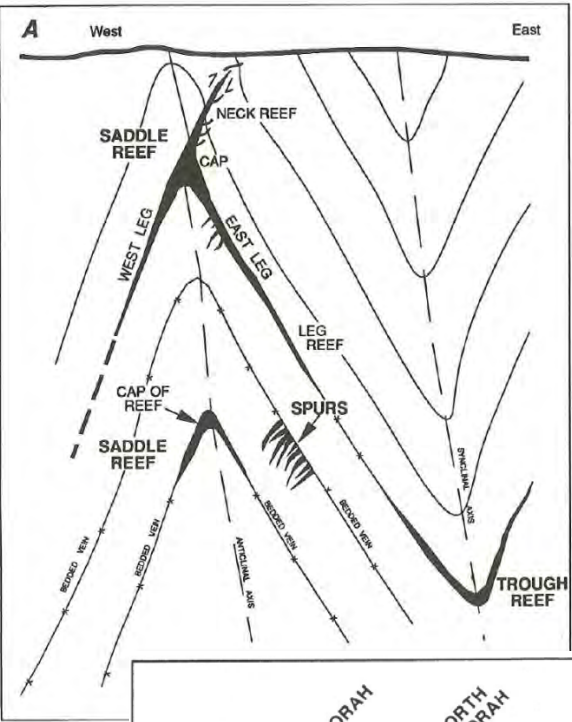 A
West
East
NECK REEF
SADDLE
REEF
CAP
WEST LEG
EAST LEG
LEG
REEF
CAP OF
REEF
SPURS
SADDLE
REEF
SYNCLINAL
AXIS
BEDDED VEIN
BEDDED VEIN
BEDDED VEIN
BEDDED VEIN
ANTICLINAL AXIS
TROUGH
REEF
NORTH